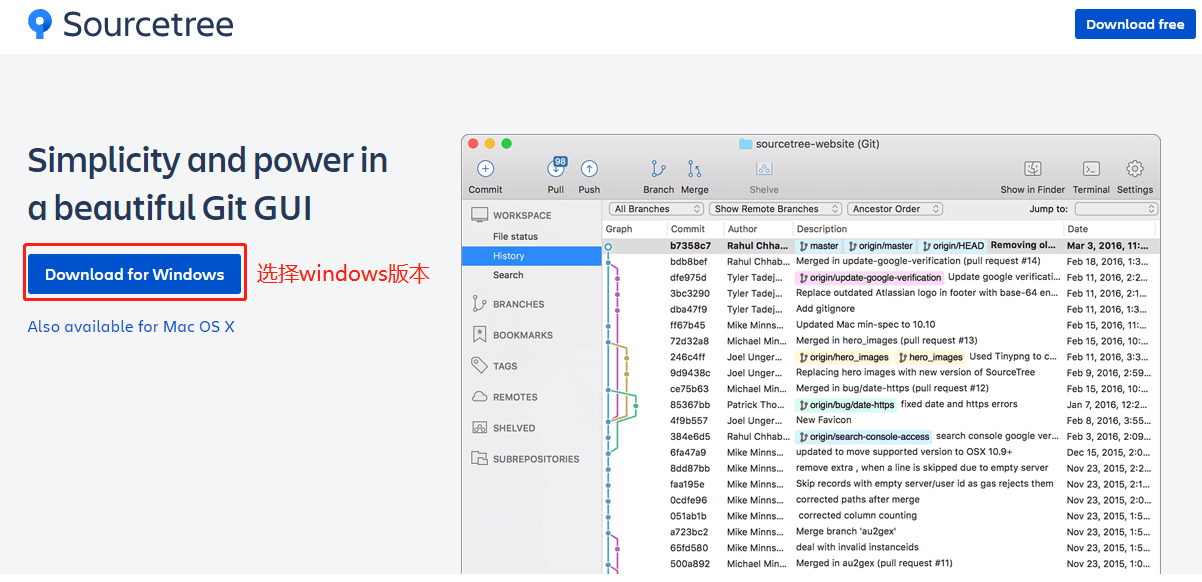 Sourcetree
Download free
Simplicity and power in
a beautiful Git GUI
Download for Windows
选择windows版本
Also available for Mac OS X
sourcetree-website (Git)
98
Commit Pull Push Branch Merge Shelve Show in Finder Terminal Settings
All Branches Show Remote Branches Ancestor Order Jump to:
WORKSPACE
File status
History
Search
BRANCHES
BOOKMARKS
TAGS
REMOTES
SHELVED
SUBREPOSITORIES
Graph Commit Author Description Date
b7358c7 Rahul Chha... master origin/master origin/HEAD Removing ol... Mar 3, 2016, 11:...
bdb8bef Rahul Chhab... Merged in update-google-verification (pull request #14) Feb 18, 2016, 1:3...
dfe975d Tyler Tadej... origin/update-google-verification Update google verificati... Feb 11, 2016, 2:2...
3bc3290 Tyler Tadej... Replace outdated Atlassian logo in footer with base-64 en... Feb 11, 2016, 2:1...
dba47f9 Tyler Tadej... Add gitignore Feb 11, 2016, 1:3...
ff67b45 Mike Minns... Updated Mac min-spec to 10.10 Feb 15, 2016, 11:...
72d32a8 Michael Min... Merged in hero_images (pull request #13) Feb 15, 2016, 10:...
246c4ff Joel Unger... origin/hero_images hero_images Used Tinypng to c... Feb 11, 2016, 3:3...
9d9438c Joel Unger... Replacing hero images with new version of SourceTree Feb 9, 2016, 2:59...
ce75b63 Michael Min... Merged in bug/date-https (pull request #12) Feb 15, 2016, 10:...
85367bb Patrick Tho... origin/bug/date-https fixed date and https errors Jan 7, 2016, 12:2...
4f9b557 Joel Unger... New Favicon Feb 8, 2016, 3:55...
384e6d5 Rahul Chhab... origin/search-console-access search console google ver... Feb 3, 2016, 2:09...
6fa47a9 Mike Minns... updated to move supported version to OSX 10.9+ Dec 15, 2015, 2:0...
8dd87bb Mike Minns... remove extra , when a line is skipped due to empty server Nov 23, 2015, 2:2...
faa195e Mike Minns... Skip records with empty server/user id as gas rejects them Nov 23, 2015, 2:1...
0cdfe96 Mike Minns... corrected paths after merge Nov 23, 2015, 2:0...
051ab1b Mike Minns... corrected column counting Nov 23, 2015, 1:5...
a723bc2 Mike Minns... Merge branch 'au2gex' Nov 23, 2015, 1:5...
65fd580 Mike Minns... deal with invalid instanceids Nov 23, 2015, 1:5...
500a892 Michael Min... Merged in au2gex (pull request #11) Nov 23, 2015, 1:0...